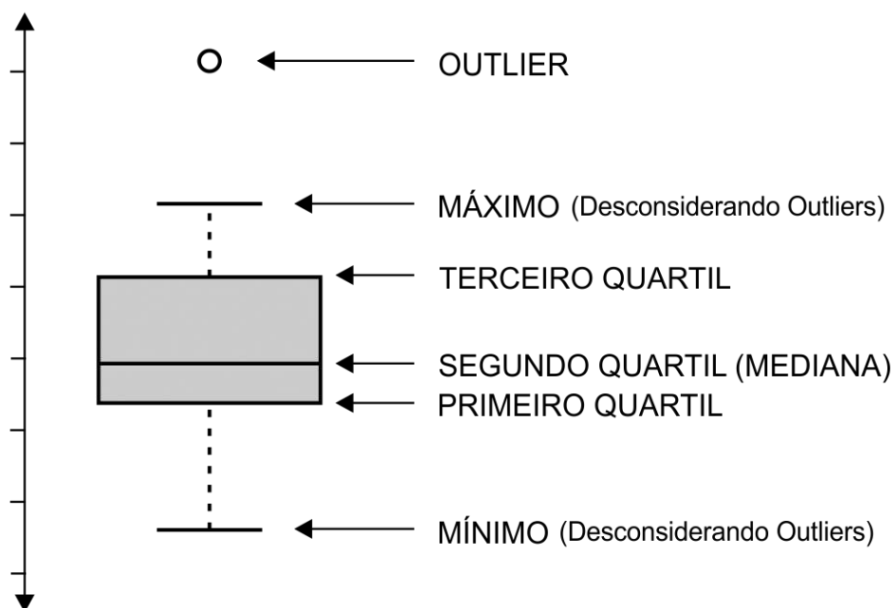 OUTLIER
MÁXIMO (Desconsiderando Outliers)
TERCEIRO QUARTIL
SEGUNDO QUARTIL (MEDIANA)
PRIMEIRO QUARTIL
MÍNIMO (Desconsiderando Outliers)